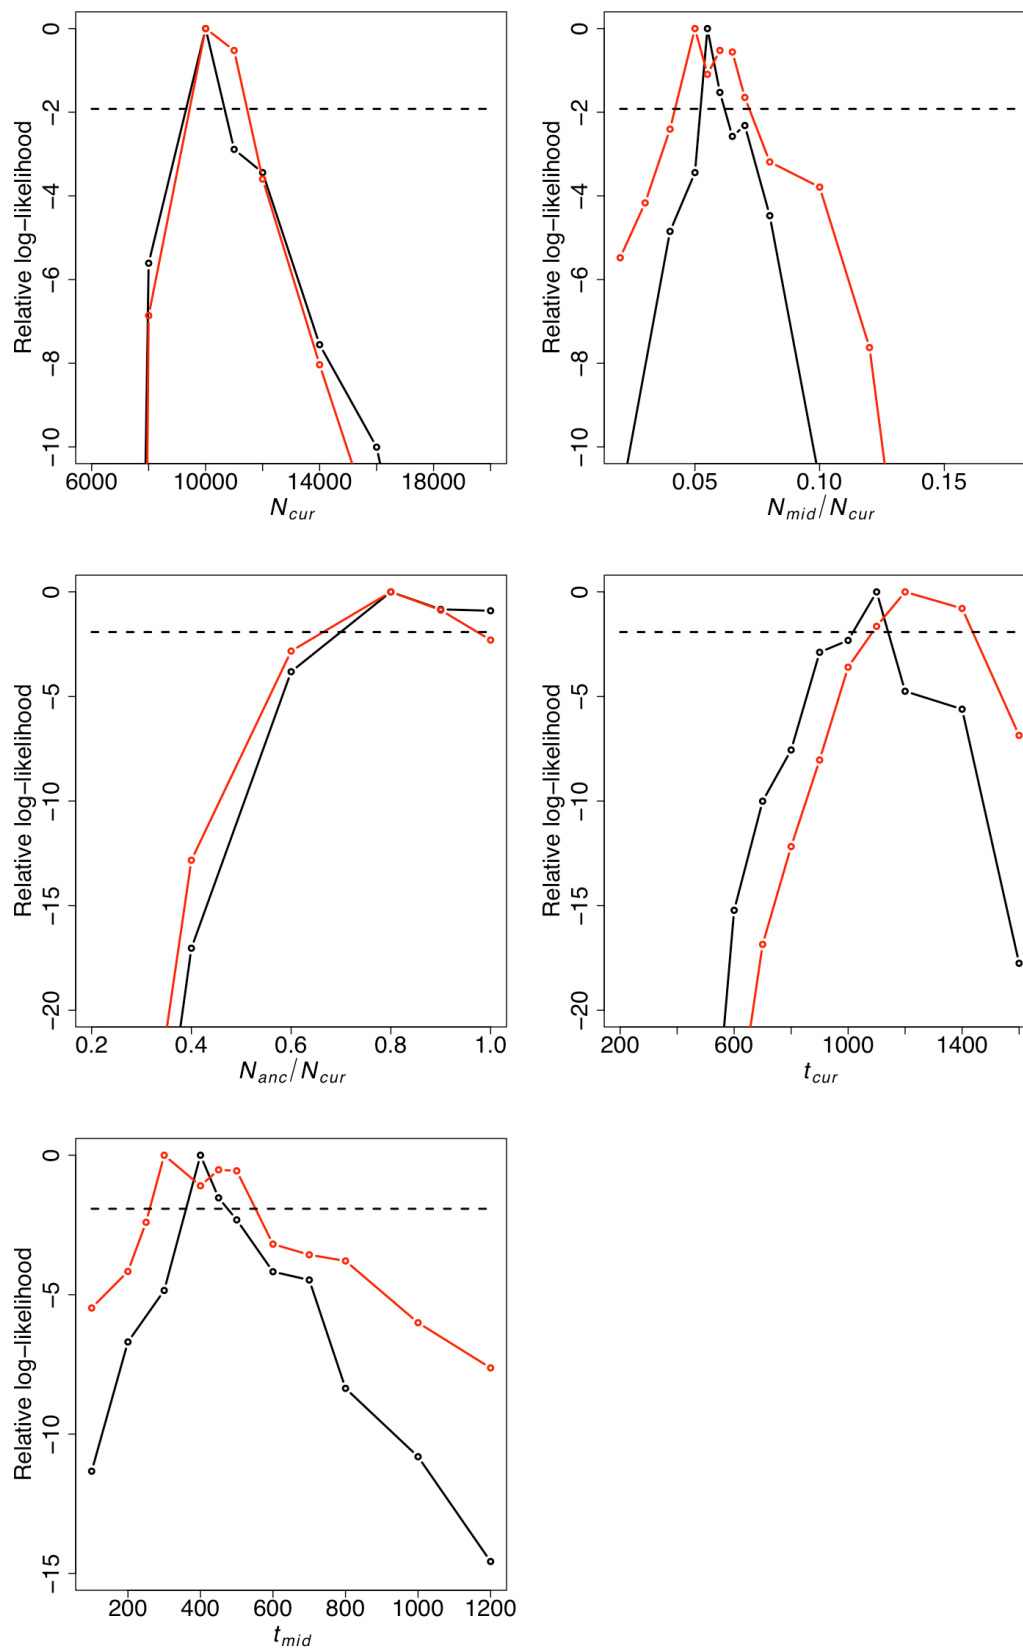 Relative log−likelihood
0
−2
−4
−6
−8
−10
6000 10000 14000 18000
N_cur
Relative log−likelihood
0
−2
−4
−6
−8
−10
0.05 0.10 0.15
N_mid/N_cur
Relative log−likelihood
0
−5
−10
−15
−20
0.2 0.4 0.6 0.8 1.0
N_anc/N_cur
Relative log−likelihood
0
−5
−10
−15
−20
200 600 1000 1400
t_cur
Relative log−likelihood
0
−5
−10
−15
200 400 600 800 1000 1200
t_mid